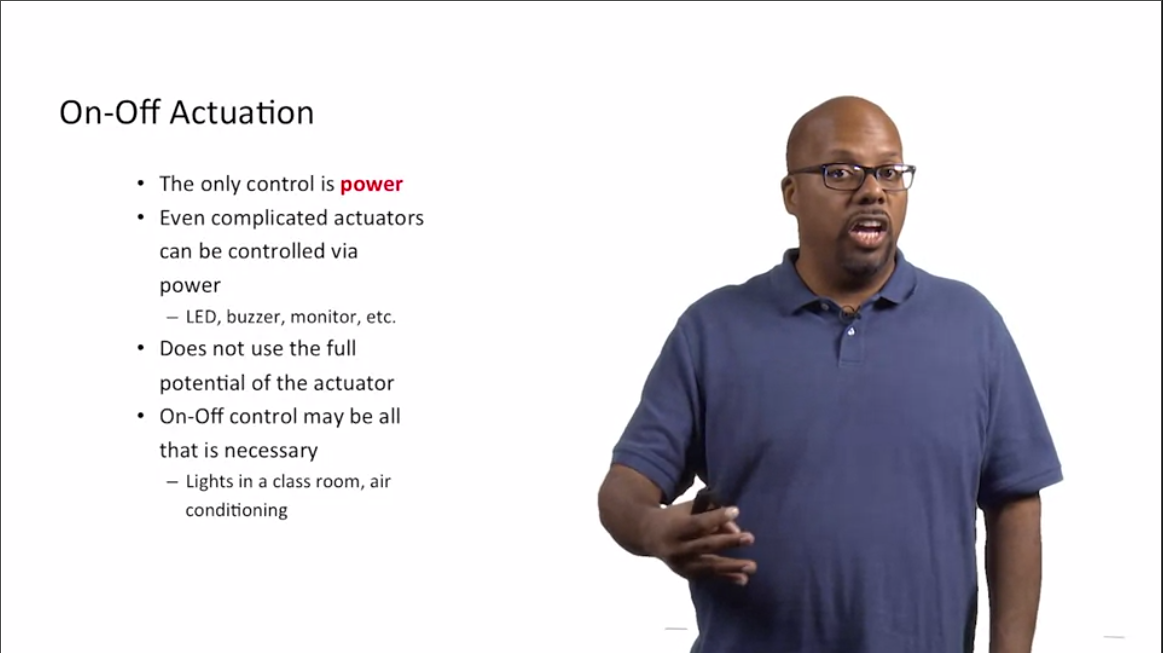 On-Off Actuation
• The only control is power
• Even complicated actuators
can be controlled via
power
– LED, buzzer, monitor, etc.
• Does not use the full
potential of the actuator
• On-Off control may be all
that is necessary
– Lights in a class room, air
conditioning